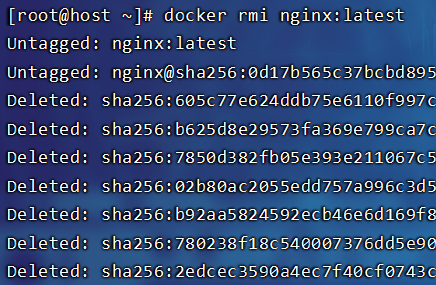 [root@host ~]# docker rmi nginx:latest
Untagged: nginx:latest
Untagged: nginx@sha256:0d17b565c37bcbd895
Deleted: sha256:605c77e624ddb75e6110f997c
Deleted: sha256:b625d8e29573fa369e799ca7c
Deleted: sha256:7850d382fb05e393e211067c5
Deleted: sha256:02b80ac2055edd757a996c3d5
Deleted: sha256:b92aa5824592ecb46e6d169f8
Deleted: sha256:780238f18c540007376dd5e90
Deleted: sha256:2edcec3590a4ec7f40cf0743c